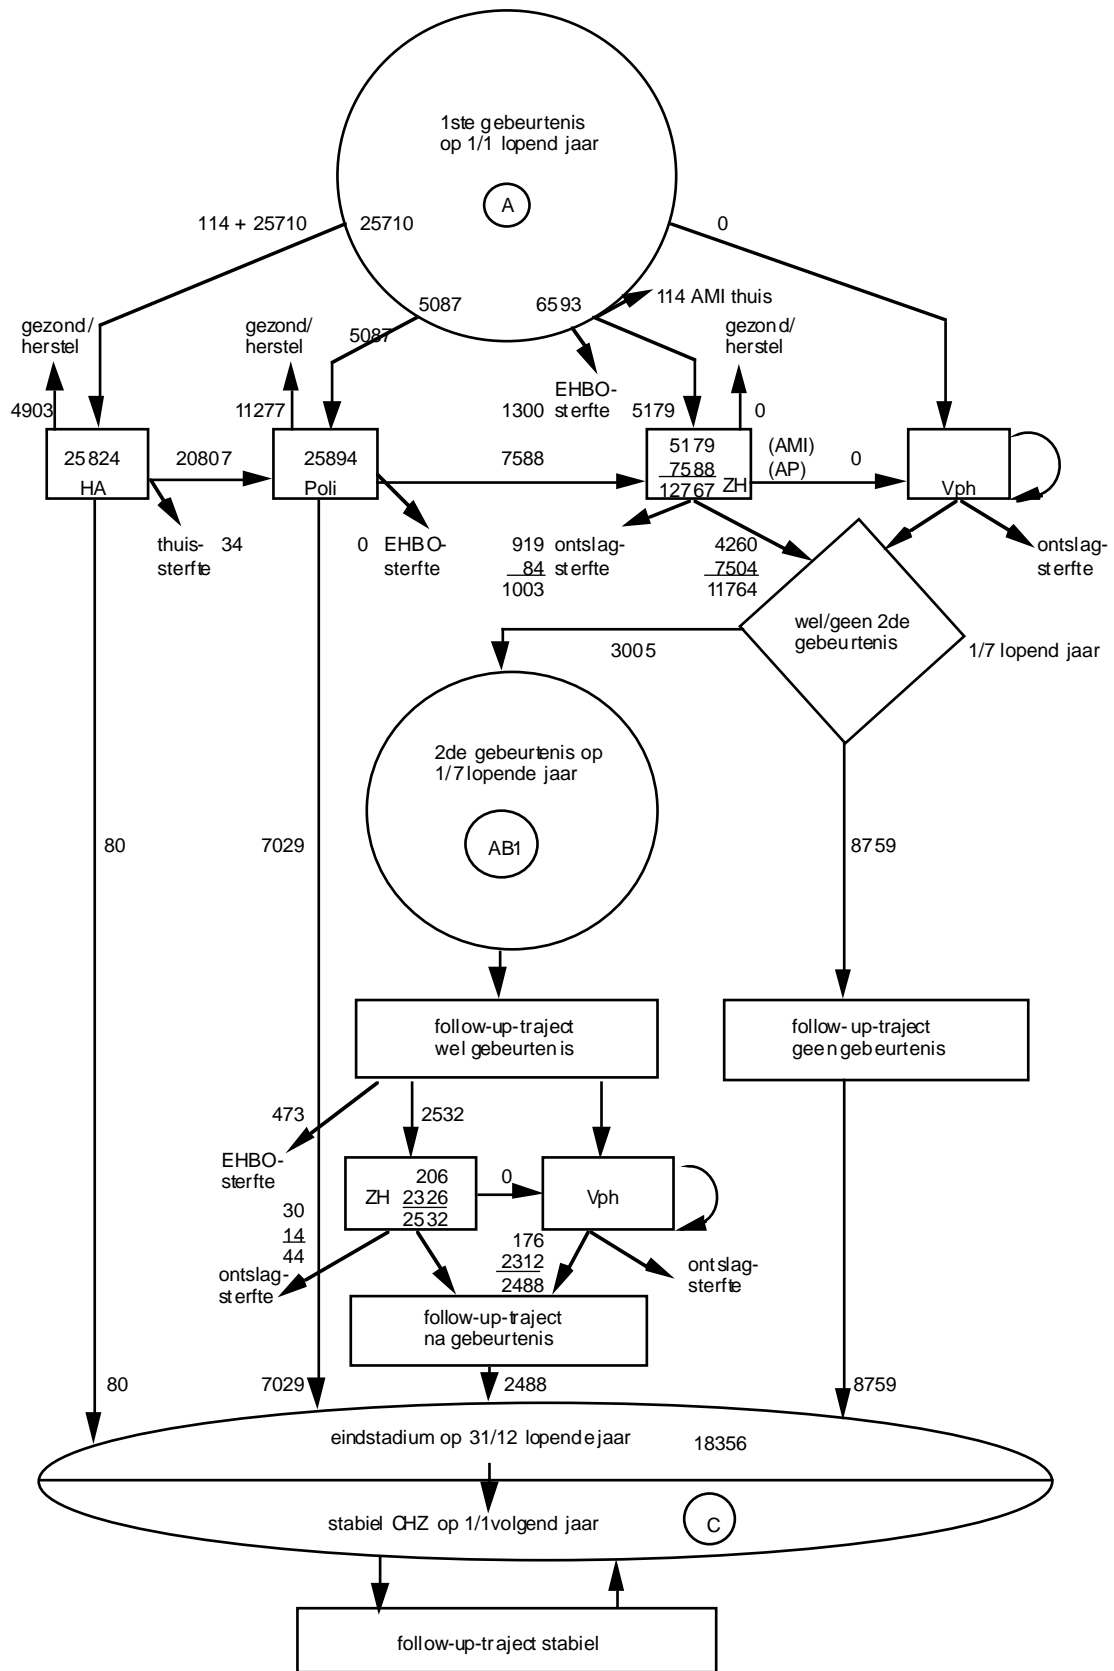 1ste gebeurtenis
op 1/1 lopend jaar
A
114 + 25710
25710
0
5087
6593
114 AMI thuis
gezond/
herstel
gezond/
herstel
5087
gezond/
herstel
EHBO-
sterfte
4903
11277
1300
5179
0
25824
HA
20807
25894
Poli
7588
5179
7588
12767
ZH
(AMI)
(AP)
0
Vph
thuis-
sterfte
34
0
EHBO-
sterfte
919
84
1003
ontslag-
sterfte
4260
7504
11764
ontslag-
sterfte
wel/geen 2de
gebeurtenis
1/7 lopend jaar
3005
2de gebeurtenis op
1/7 lopende jaar
AB1
80
7029
8759
follow-up-traject
wel gebeurtenis
follow-up-traject
geen gebeurtenis
473
2532
EHBO-
sterfte
ZH
206
2326
2532
0
Vph
30
14
44
ontslag-
sterfte
176
2312
2488
ontslag-
sterfte
follow-up-traject
na gebeurtenis
80
7029
2488
8759
eindstadium op 31/12 lopende jaar
18356
stabiel CHZ op 1/1 volgend jaar
C
follow-up-traject stabiel